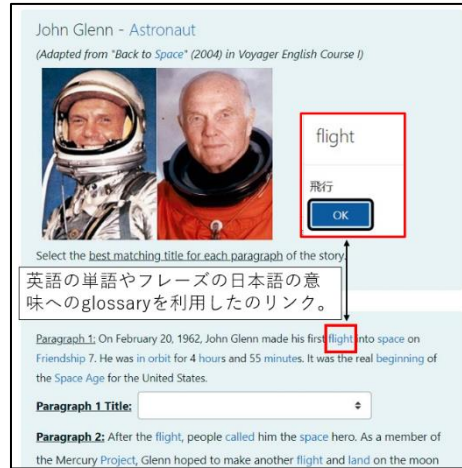 John Glenn - Astronaut
(Adapted from "Back to Space" (2004) in Voyager English Course I)
flight
飛行
OK
Select the best matching title for each paragraph of the story.
英語の単語やフレーズの日本語の意
味へのglossaryを利用したのリンク。
Paragraph 1: On February 20, 1962, John Glenn made his first flight into space on
Friendship 7. He was in orbit for 4 hours and 55 minutes. It was the real beginning of
the Space Age for the United States.
Paragraph 1 Title:
Paragraph 2: After the flight, people called him the space hero. As a member of
the Mercury Project, Glenn hoped to make another flight and land on the moon